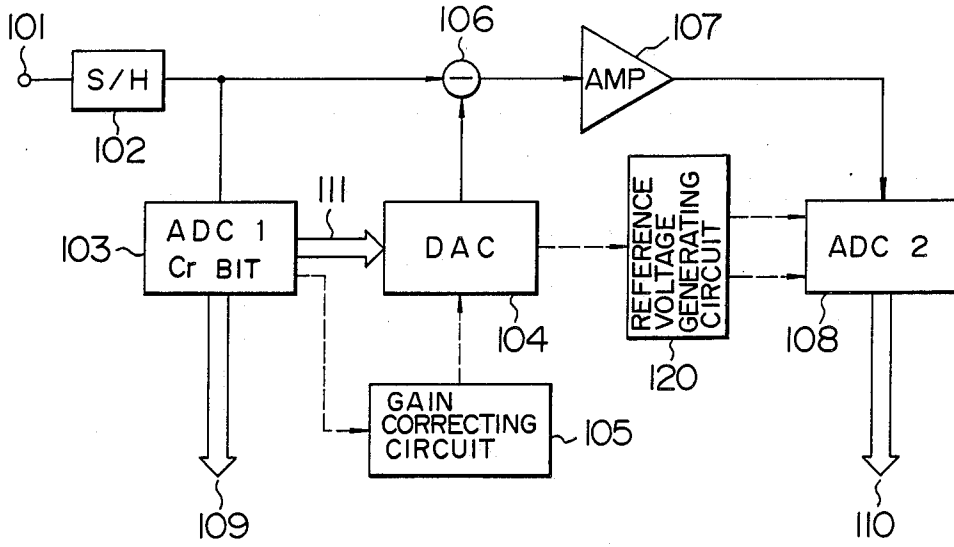 101
S/H
102
106
−
107
AMP
111
103
ADC 1
Cr BIT
DAC
104
REFERENCE
VOLTAGE
GENERATING
CIRCUIT
120
ADC 2
108
GAIN
CORRECTING
CIRCUIT
105
109
110